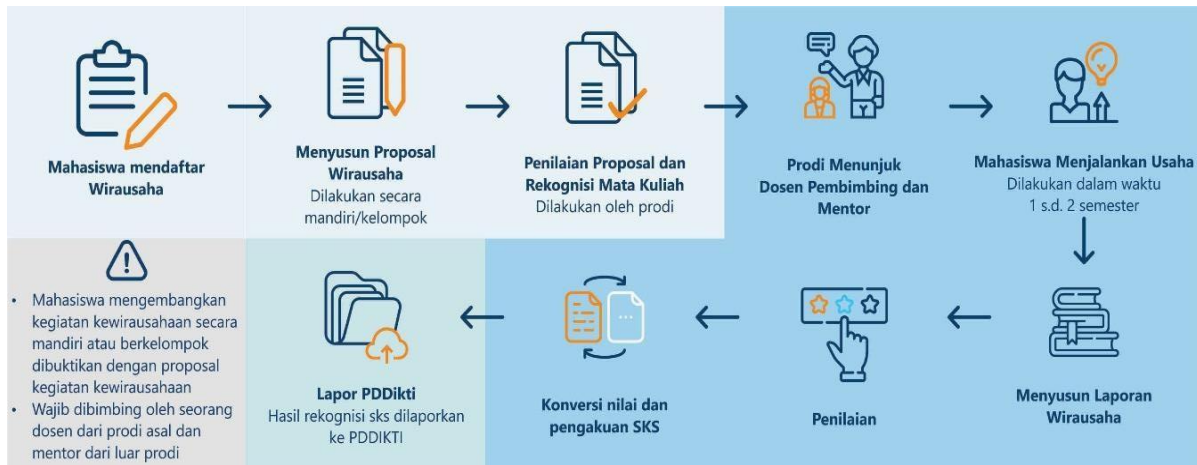 Mahasiswa mendaftar
Wirausaha
Menyusun Proposal
Wirausaha
Dilakukan secara
mandiri/kelompok
Penilaian Proposal dan
Rekognisi Mata Kuliah
Dilakukan oleh prodi
Prodi Menunjuk
Dosen Pembimbing dan
Mentor
Mahasiswa Menjalankan Usaha
Dilakukan dalam waktu
1 s.d. 2 semester
Menyusun Laporan
Wirausaha
Penilaian
Konversi nilai dan
pengakuan SKS
Lapor PDDikti
Hasil rekognisi sks dilaporkan
ke PDDIKTI
• Mahasiswa mengembangkan
kegiatan kewirausahaan secara
mandiri atau berkelompok
dibuktikan dengan proposal
kegiatan kewirausahaan
• Wajib dibimbing oleh seorang
dosen dari prodi asal dan
mentor dari luar prodi